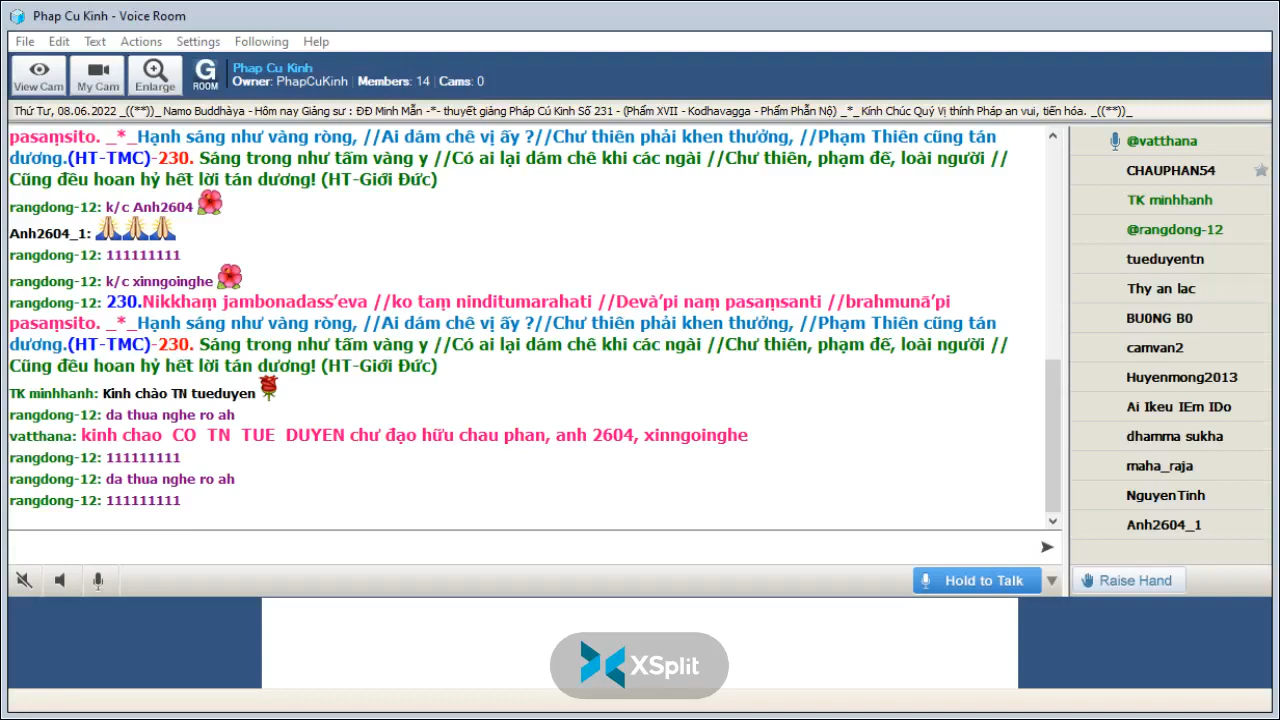 Phap Cu Kinh - Voice Room
File Edit Text Actions Settings Following Help
View Cam My Cam Enlarge G ROOM
Phap Cu Kinh
Owner: PhapCuKinh | Members: 14 | Cams: 0
Thứ Tư, 08.06.2022 _((**))_ Namo Buddhàya - Hôm nay Giảng sư : ĐĐ Minh Mẫn -*- thuyết giảng Pháp Cú Kinh Số 231 - (Phẩm XVII - Kodhavagga - Phẩm Phẫn Nộ) _*_ Kính Chúc Quý Vị thính Pháp an vui, tiến hóa. _((**))_
pasaṃsito. _*_Hạnh sáng như vàng ròng, //Ai dám chê vị ấy ?//Chư thiên phải khen thưởng, //Phạm Thiên cũng tán
dương.(HT-TMC)-230. Sáng trong như tấm vàng y //Có ai lại dám chê khi các ngài //Chư thiên, phạm đế, loài người //
Cũng đều hoan hỷ hết lời tán dương! (HT-Giới Đức)
rangdong-12: k/c Anh2604
Anh2604_1:
rangdong-12: 111111111
rangdong-12: k/c xinngoinghe
rangdong-12: 230.Nikkhaṃ jambonadass’eva //ko taṃ ninditumarahati //Devà’pi naṃ pasaṃsanti //brahmunā’pi
pasaṃsito. _*_Hạnh sáng như vàng ròng, //Ai dám chê vị ấy ?//Chư thiên phải khen thưởng, //Phạm Thiên cũng tán
dương.(HT-TMC)-230. Sáng trong như tấm vàng y //Có ai lại dám chê khi các ngài //Chư thiên, phạm đế, loài người //
Cũng đều hoan hỷ hết lời tán dương! (HT-Giới Đức)
TK minhhanh: Kinh chào TN tueduyen
rangdong-12: da thua nghe ro ah
vatthana: kinh chao CO TN TUE DUYEN chư đạo hữu chau phan, anh 2604, xinngoinghe
rangdong-12: 111111111
rangdong-12: da thua nghe ro ah
rangdong-12: 111111111
@vatthana
CHAUPHAN54
TK minhhanh
@rangdong-12
tueduyentn
Thy an lac
BU0NG B0
camvan2
Huyenmong2013
Ai Ikeu IEm IDo
dhamma sukha
maha_raja
NguyenTinh
Anh2604_1
Hold to Talk
Raise Hand
XSplit